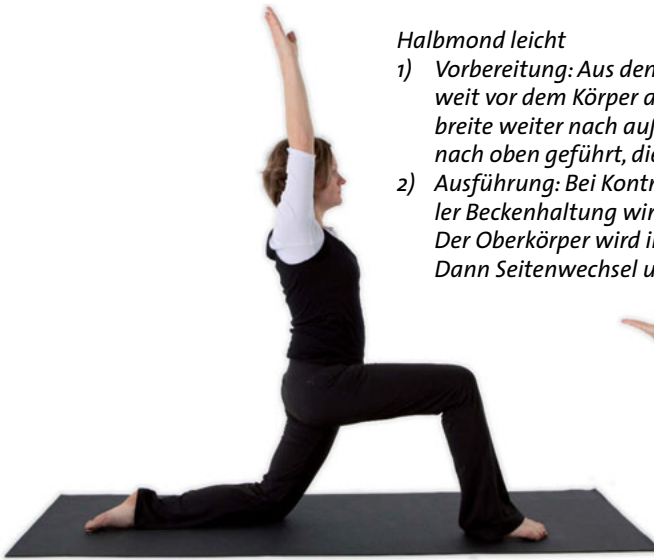 Halbmond leicht
1) Vorbereitung: Aus dem
weit vor dem Körper a
breite weiter nach auf
nach oben geführt, die
2) Ausführung: Bei Kontr
ler Beckenhaltung wir
Der Oberkörper wird i
Dann Seitenwechsel u